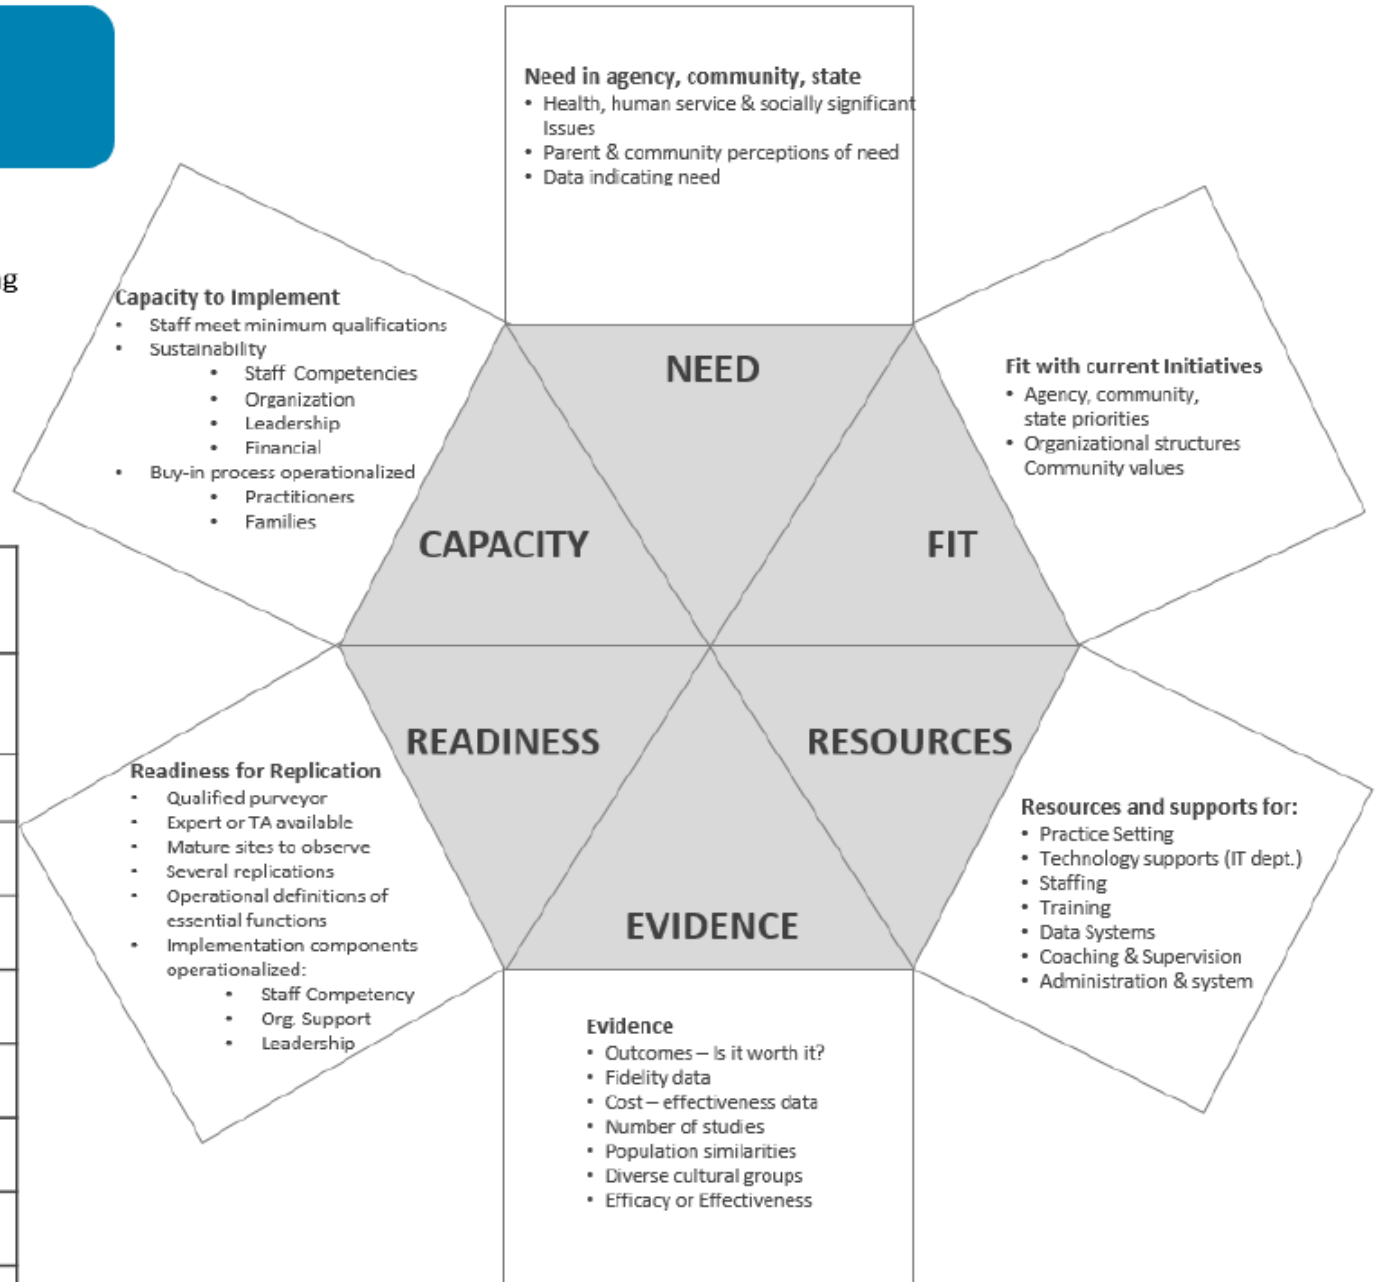 Need in agency, community, state
• Health, human service & socially significant
Issues
• Parent & community perceptions of need
• Data indicating need
ng
Capacity to Implement
• Staff meet minimum qualifications
• Sustainability
• Staff Competencies
• Organization
• Leadership
• Financial
• Buy-in process operationalized
• Practitioners
• Families
NEED
Fit with current Initiatives
• Agency, community,
state priorities
• Organizational structures
Community values
CAPACITY
FIT
READINESS
RESOURCES
Readiness for Replication
• Qualified purveyor
• Expert or TA available
• Mature sites to observe
• Several replications
• Operational definitions of
essential functions
• Implementation components
operationalized:
• Staff Competency
• Org. Support
• Leadership
Resources and supports for:
• Practice Setting
• Technology supports (IT dept.)
• Staffing
• Training
• Data Systems
• Coaching & Supervision
• Administration & system
EVIDENCE
Evidence
• Outcomes – Is it worth it?
• Fidelity data
• Cost – effectiveness data
• Number of studies
• Population similarities
• Diverse cultural groups
• Efficacy or Effectiveness